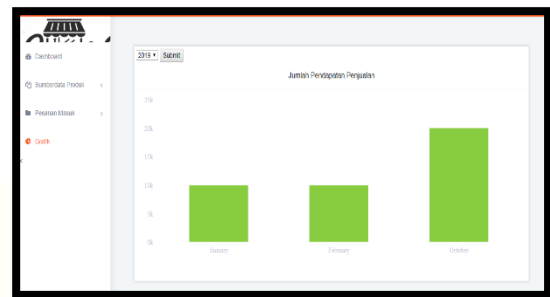 Dashboard
Sumberdata Produk
Pesanan Masuk
Grafik
2019 Submit
Jumlah Pendapatan Penjualan
25k
20k
15k
10k
5k
0k
January February October